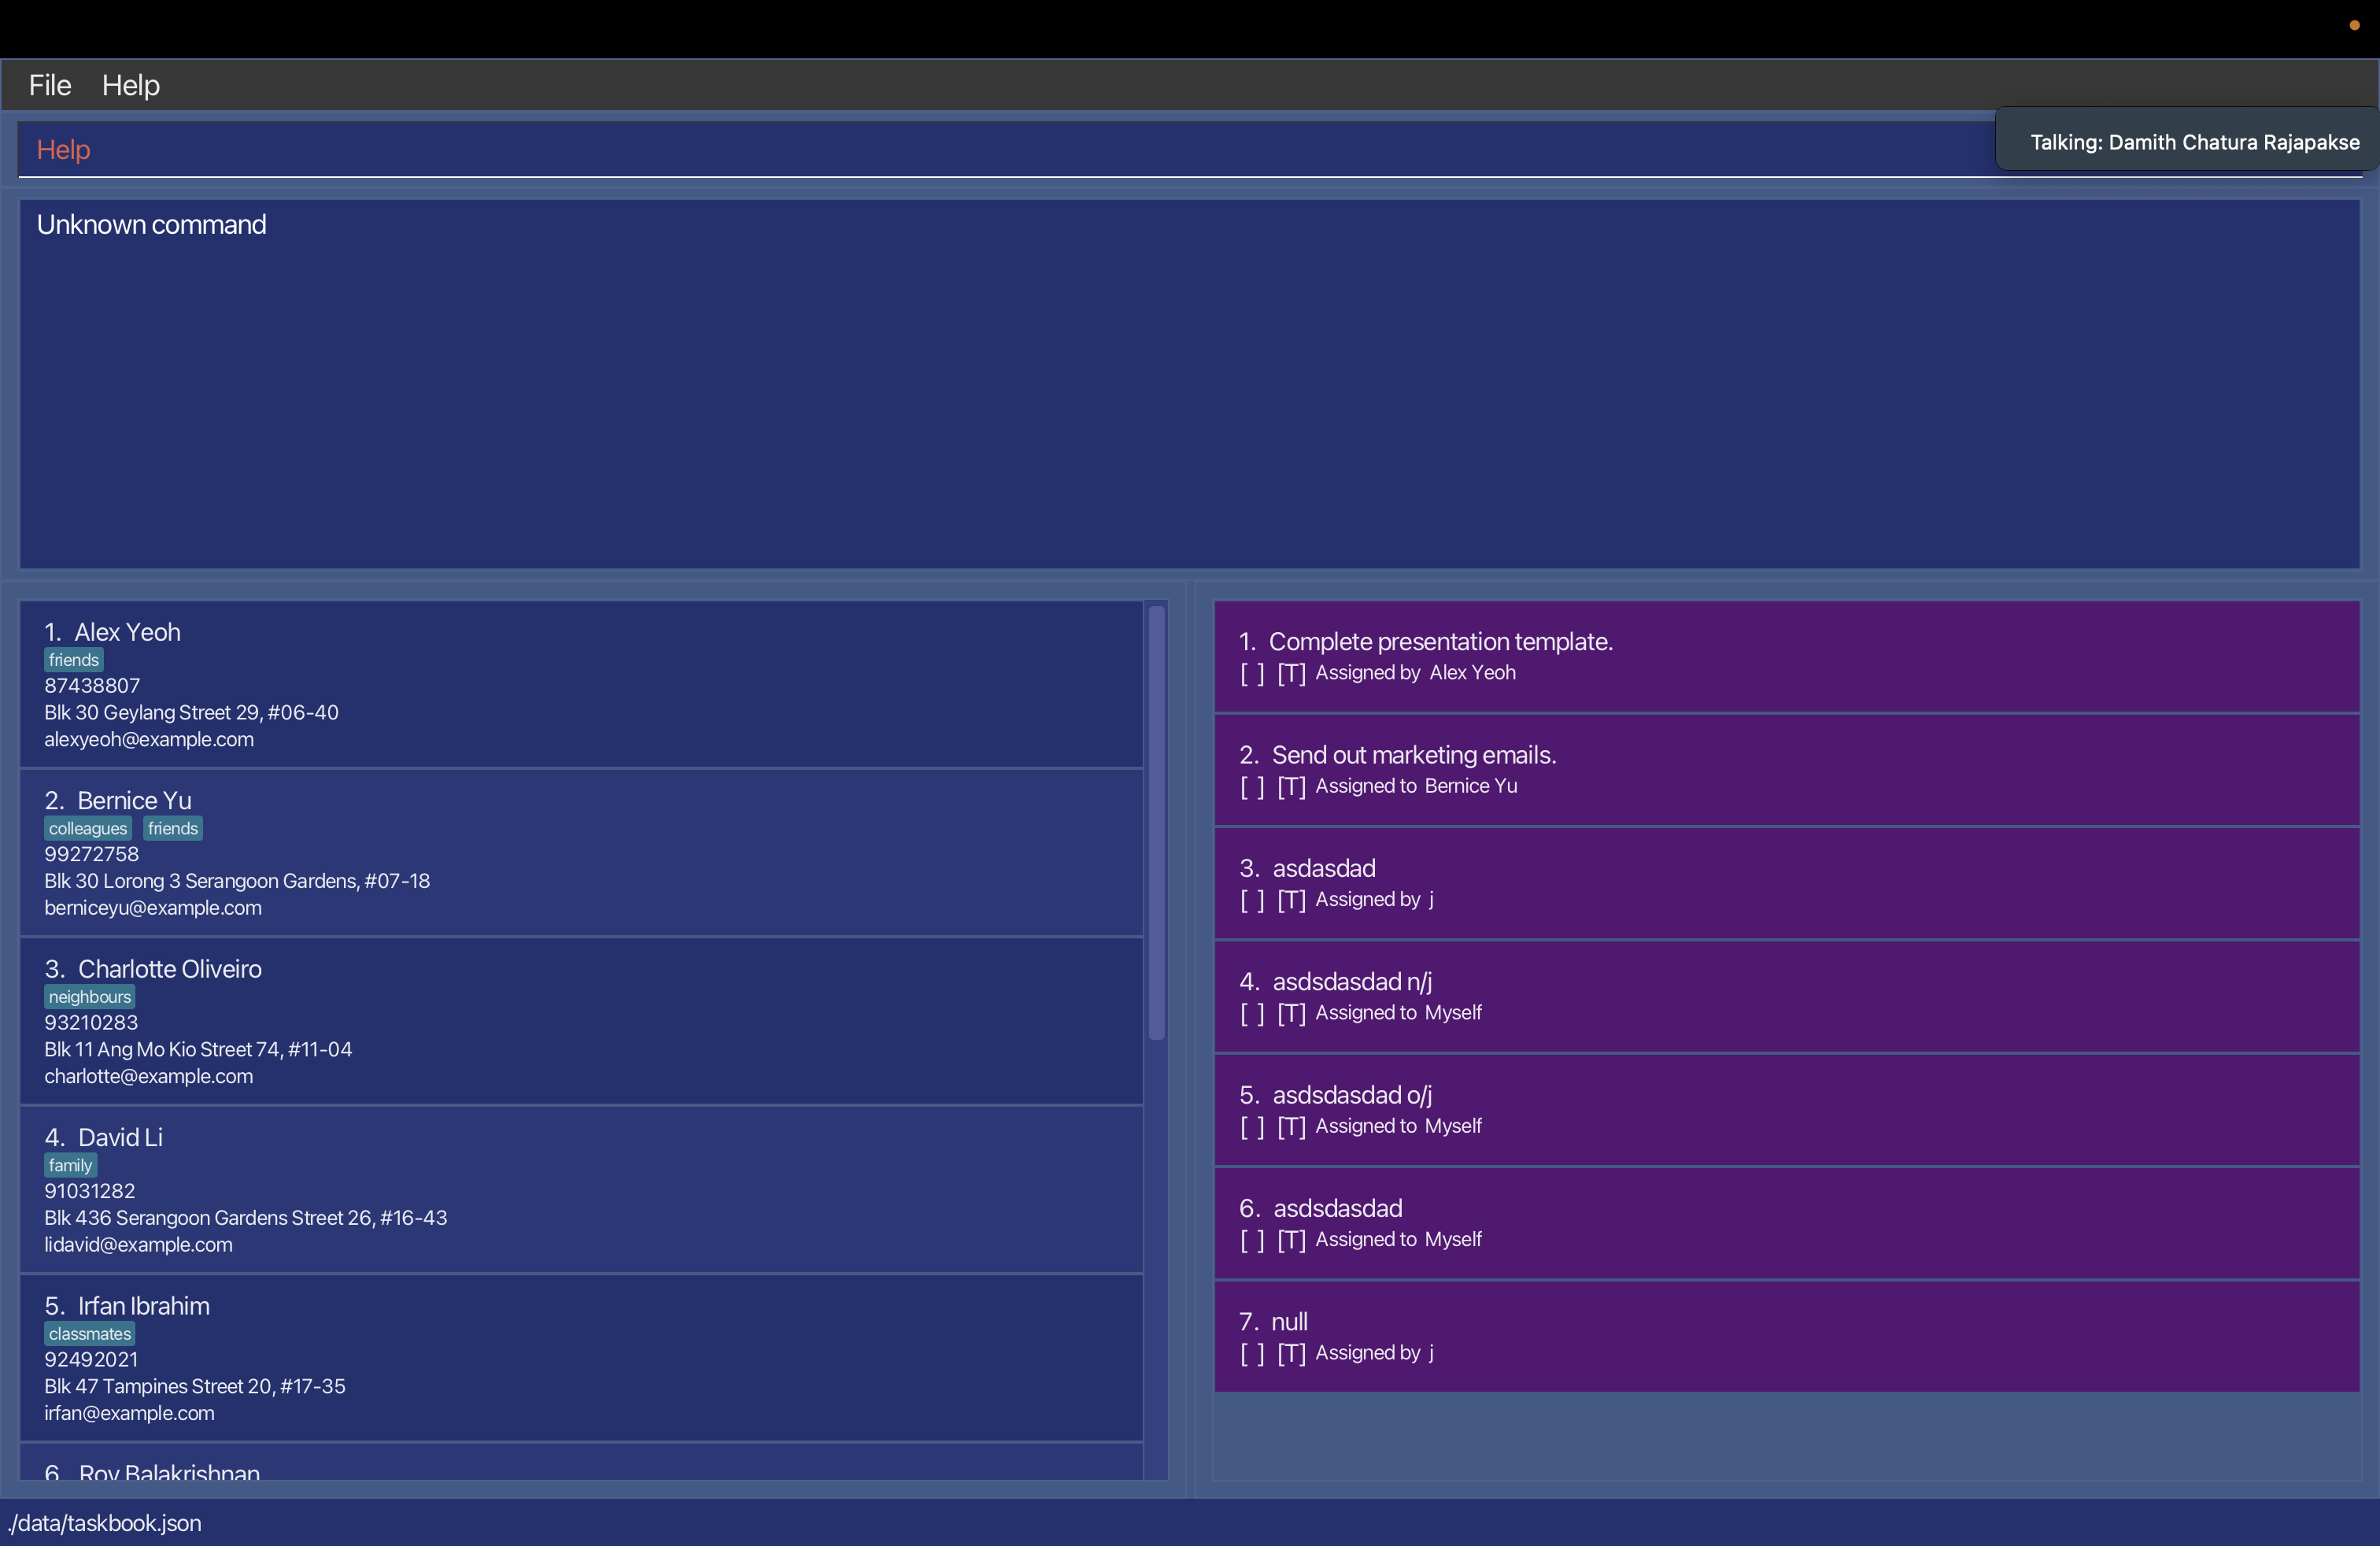 File Help
Help
Talking: Damith Chatura Rajapakse
Unknown command
1. Alex Yeoh
friends
87438807
Blk 30 Geylang Street 29, #06-40
alexyeoh@example.com
2. Bernice Yu
colleagues friends
99272758
Blk 30 Lorong 3 Serangoon Gardens, #07-18
berniceyu@example.com
3. Charlotte Oliveiro
neighbours
93210283
Blk 11 Ang Mo Kio Street 74, #11-04
charlotte@example.com
4. David Li
family
91031282
Blk 436 Serangoon Gardens Street 26, #16-43
lidavid@example.com
5. Irfan Ibrahim
classmates
92492021
Blk 47 Tampines Street 20, #17-35
irfan@example.com
6. Roy Balakrishnan
1. Complete presentation template.
[ ] [T] Assigned by Alex Yeoh
2. Send out marketing emails.
[ ] [T] Assigned to Bernice Yu
3. asdasdad
[ ] [T] Assigned by j
4. asdsdasdad n/j
[ ] [T] Assigned to Myself
5. asdsdasdad o/j
[ ] [T] Assigned to Myself
6. asdsdasdad
[ ] [T] Assigned to Myself
7. null
[ ] [T] Assigned by j
./data/taskbook.json